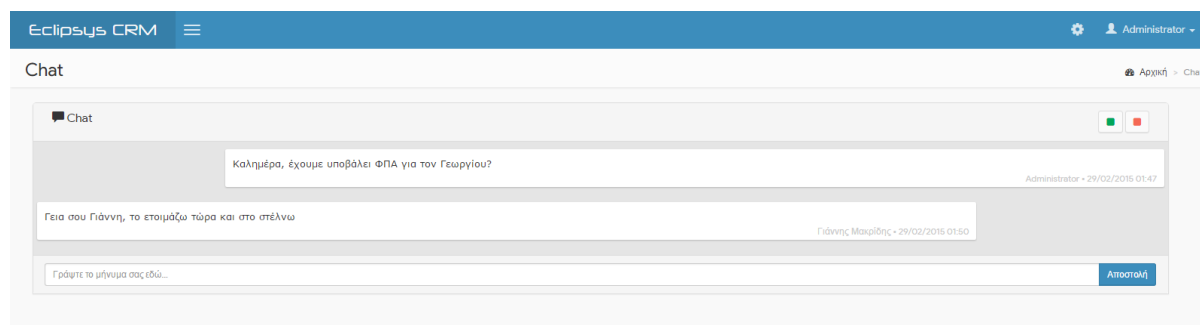 Eclipsys CRM
Administrator
Chat
Αρχική > Cha
Chat
Καλημέρα, έχουμε υποβάλει ΦΠΑ για τον Γεωργίου?
Administrator • 29/02/2015 01:47
Γεια σου Γιάννη, το ετοιμάζω τώρα και στο στέλνω
Γιάννης Μακρίδης • 29/02/2015 01:50
Γράψτε το μήνυμα σας εδώ...
Αποστολή